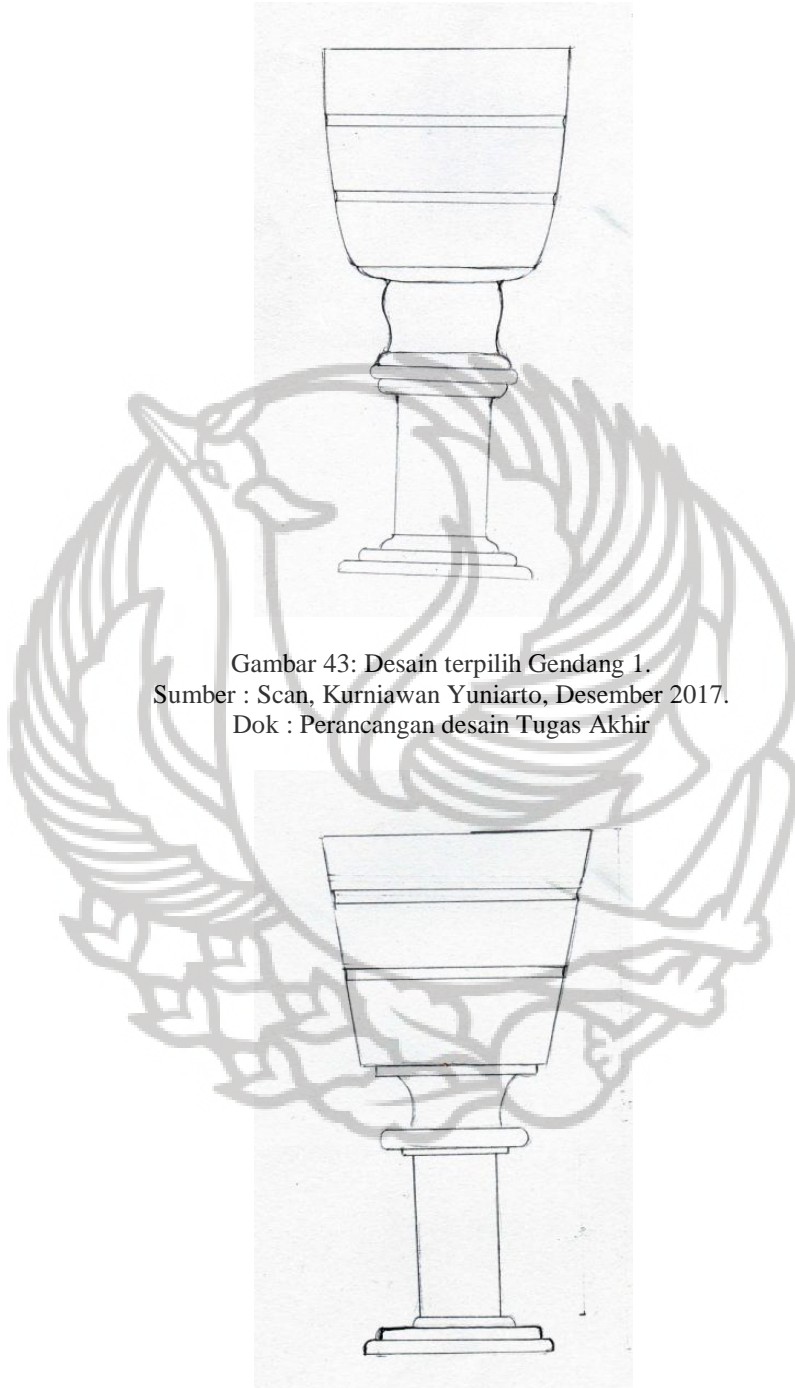 Gambar 43: Desain terpilih Gendang 1.
Sumber : Scan, Kurniawan Yuniarto, Desember 2017.
Dok : Perancangan desain Tugas Akhir